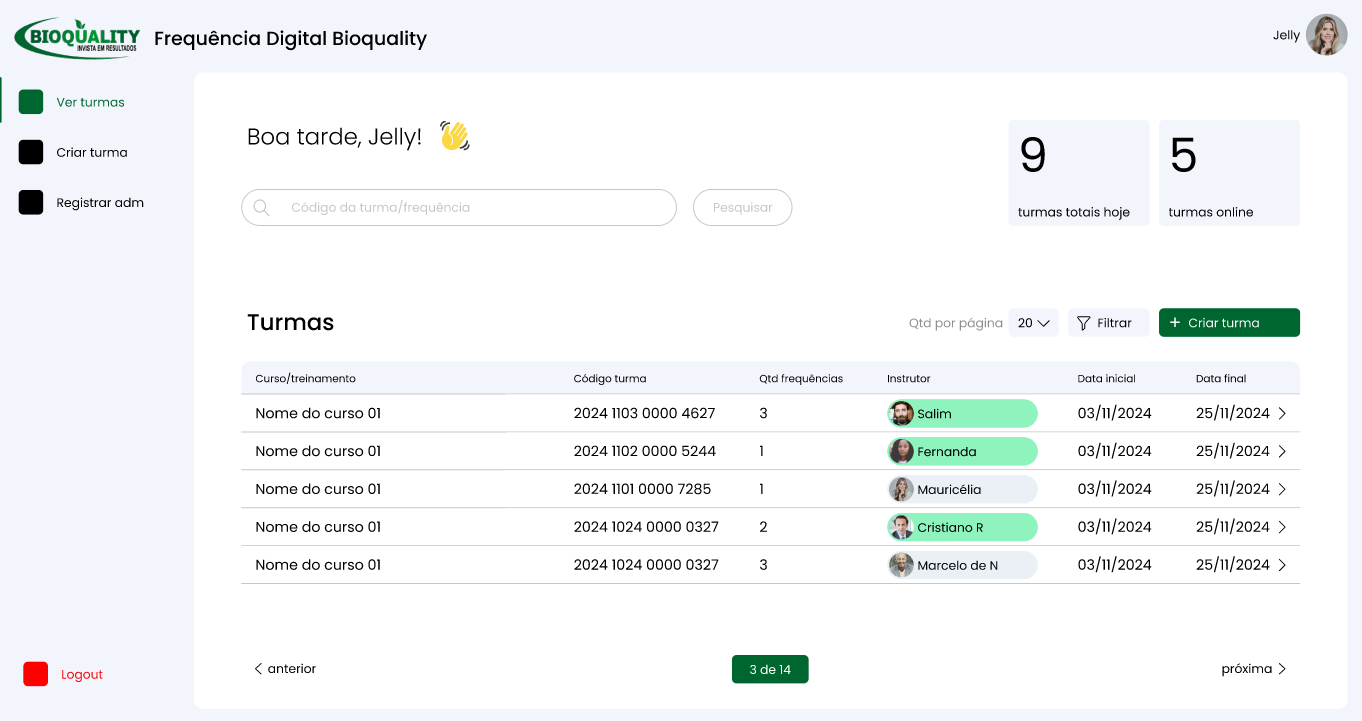 BIOQUALITY
INVISTA EM RESULTADOS
Frequência Digital Bioquality
Jelly
Ver turmas
Criar turma
Registrar adm
Logout
Boa tarde, Jelly!
Código da turma/frequência
Pesquisar
9
turmas totais hoje
5
turmas online
Turmas
Qtd por página 20 Filtrar + Criar turma
Curso/treinamento Código turma Qtd frequências Instrutor Data inicial Data final
Nome do curso 01 2024 1103 0000 4627 3 Salim 03/11/2024 25/11/2024
Nome do curso 01 2024 1102 0000 5244 1 Fernanda 03/11/2024 25/11/2024
Nome do curso 01 2024 1101 0000 7285 1 Mauricélia 03/11/2024 25/11/2024
Nome do curso 01 2024 1024 0000 0327 2 Cristiano R 03/11/2024 25/11/2024
Nome do curso 01 2024 1024 0000 0327 3 Marcelo de N 03/11/2024 25/11/2024
anterior 3 de 14 próxima